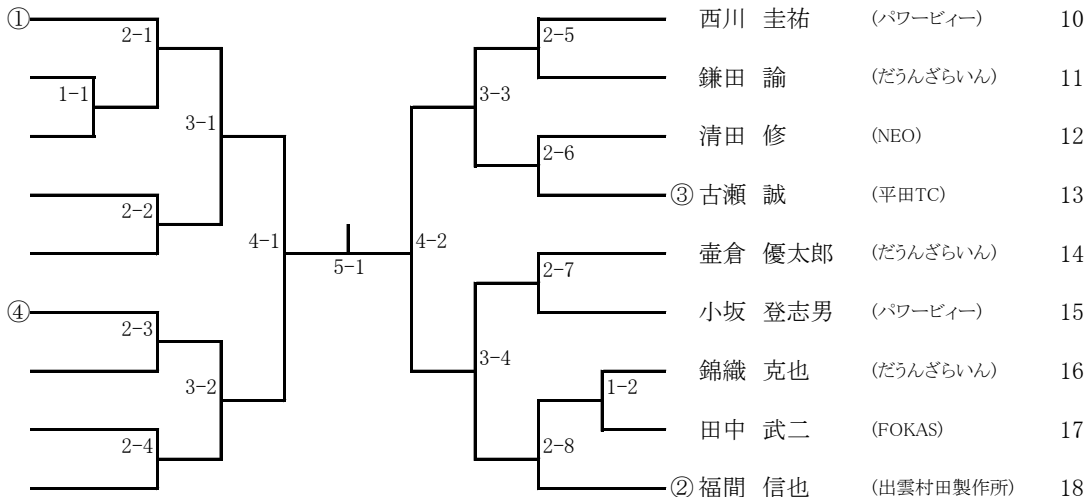 ①
2-1
1-1
3-1
2-2
4-1
④
2-3
3-2
2-4
5-1
4-2
2-5
3-3
2-6
2-7
3-4
1-2
2-8
西川 圭祐 (パワービィー) 10
鎌田 諭 (だうんざらいん) 11
清田 修 (NEO) 12
③ 古瀬 誠 (平田TC) 13
壷倉 優太郎 (だうんざらいん) 14
小坂 登志男 (パワービィー) 15
錦織 克也 (だうんざらいん) 16
田中 武二 (FOKAS) 17
② 福間 信也 (出雲村田製作所) 18